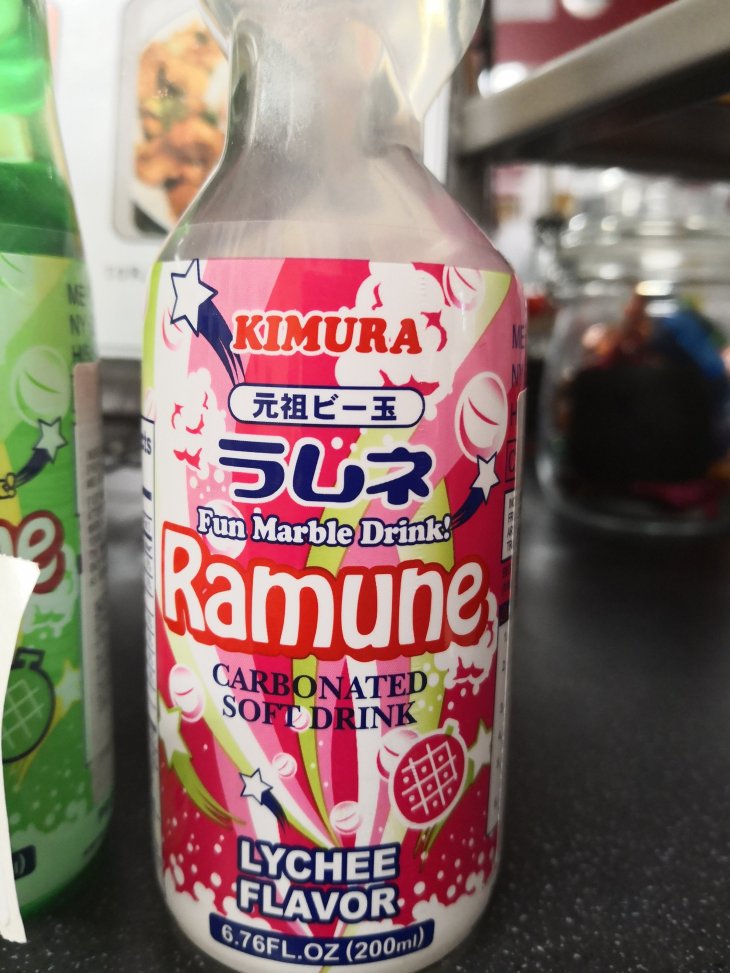 KIMURA
元祖ビー玉
ラムネ
Fun Marble Drink!
Ramune
CARBONATED
SOFT DRINK
LYCHEE
FLAVOR
6.76FL.OZ (200ml)